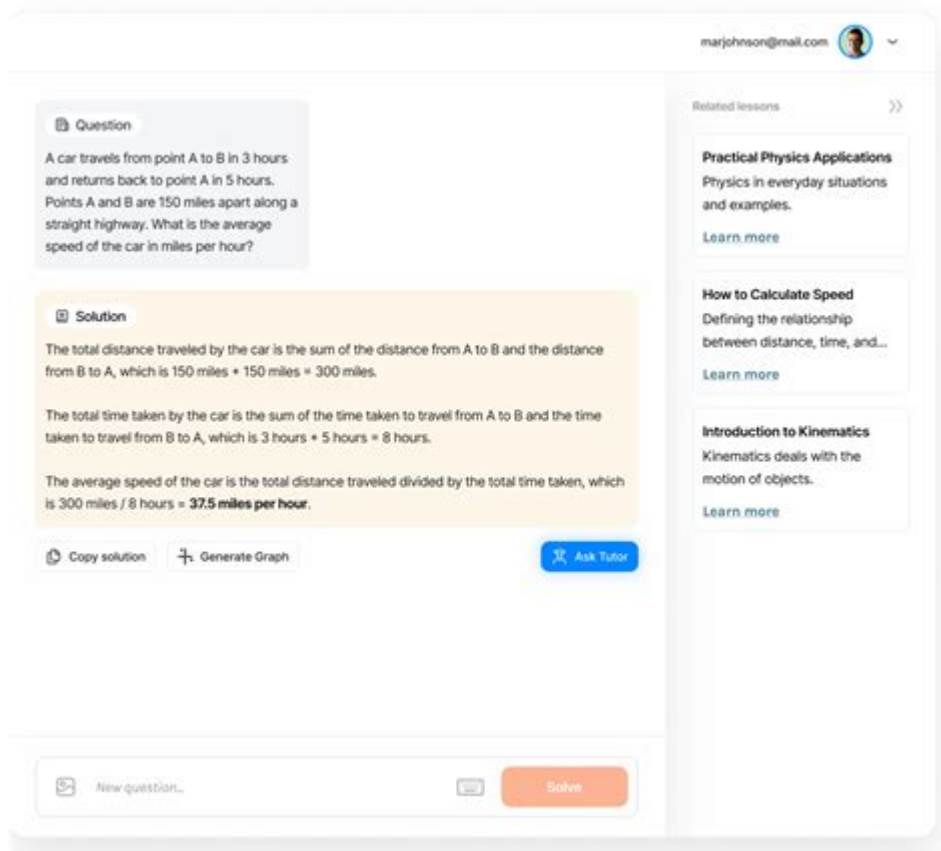 marjohnson@mail.com
Question
A car travels from point A to B in 3 hours
and returns back to point A in 5 hours.
Points A and B are 150 miles apart along a
straight highway. What is the average
speed of the car in miles per hour?
Solution
The total distance traveled by the car is the sum of the distance from A to B and the distance
from B to A, which is 150 miles + 150 miles = 300 miles.
The total time taken by the car is the sum of the time taken to travel from A to B and the time
taken to travel from B to A, which is 3 hours + 5 hours = 8 hours.
The average speed of the car is the total distance traveled divided by the total time taken, which
is 300 miles / 8 hours = 37.5 miles per hour.
Copy solution
Generate Graph
Ask Tutor
New question...
Solve
Related lessons
Practical Physics Applications
Physics in everyday situations
and examples.
Learn more
How to Calculate Speed
Defining the relationship
between distance, time, and...
Learn more
Introduction to Kinematics
Kinematics deals with the
motion of objects.
Learn more